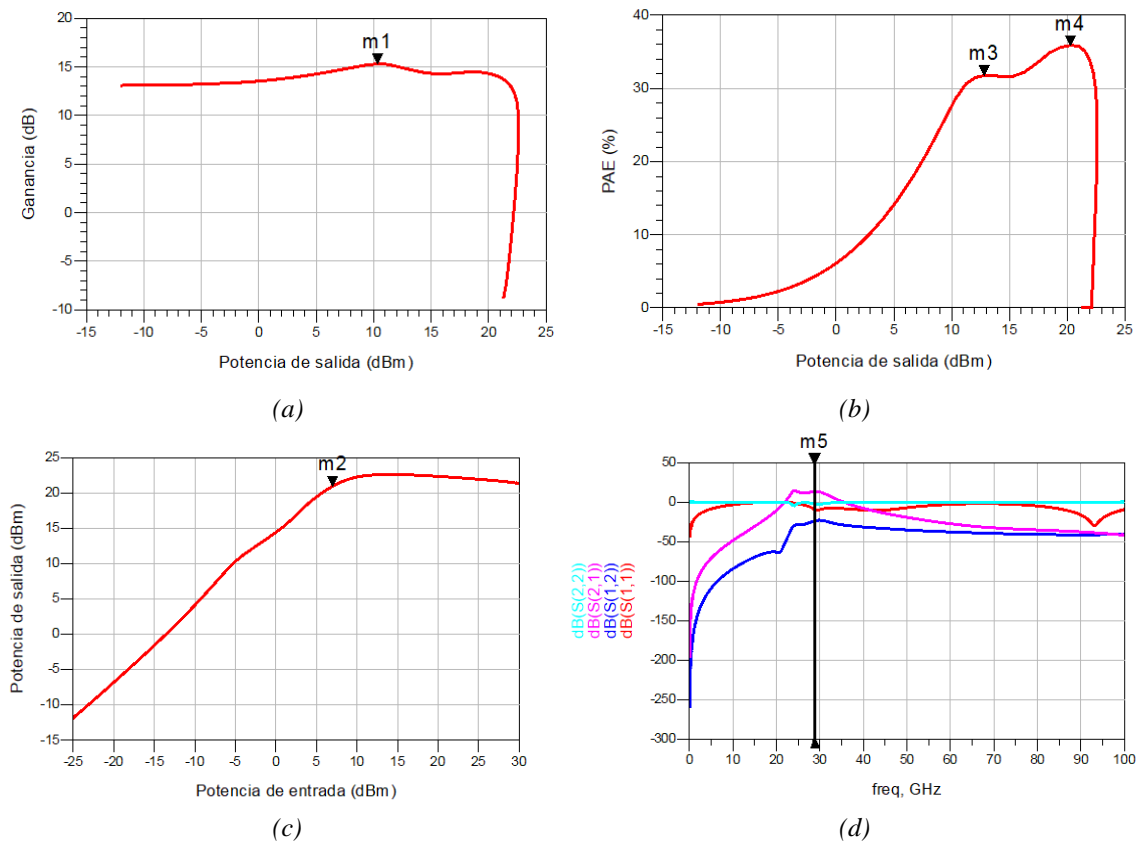 m1
Ganancia (dB)
20
15
10
5
0
-5
-10
-15 -10 -5 0 5 10 15 20 25
Potencia de salida (dBm)
(a)
m3
m4
PAE (%)
40
30
20
10
0
-15 -10 -5 0 5 10 15 20 25
Potencia de salida (dBm)
(b)
m2
Potencia de salida (dBm)
25
20
15
10
5
0
-5
-10
-15
-25 -20 -15 -10 -5 0 5 10 15 20 25 30
Potencia de entrada (dBm)
(c)
m5
dB(S(2,2))
dB(S(2,1))
dB(S(1,2))
dB(S(1,1))
50
0
-50
-100
-150
-200
-250
-300
0 10 20 30 40 50 60 70 80 90 100
freq, GHz
(d)